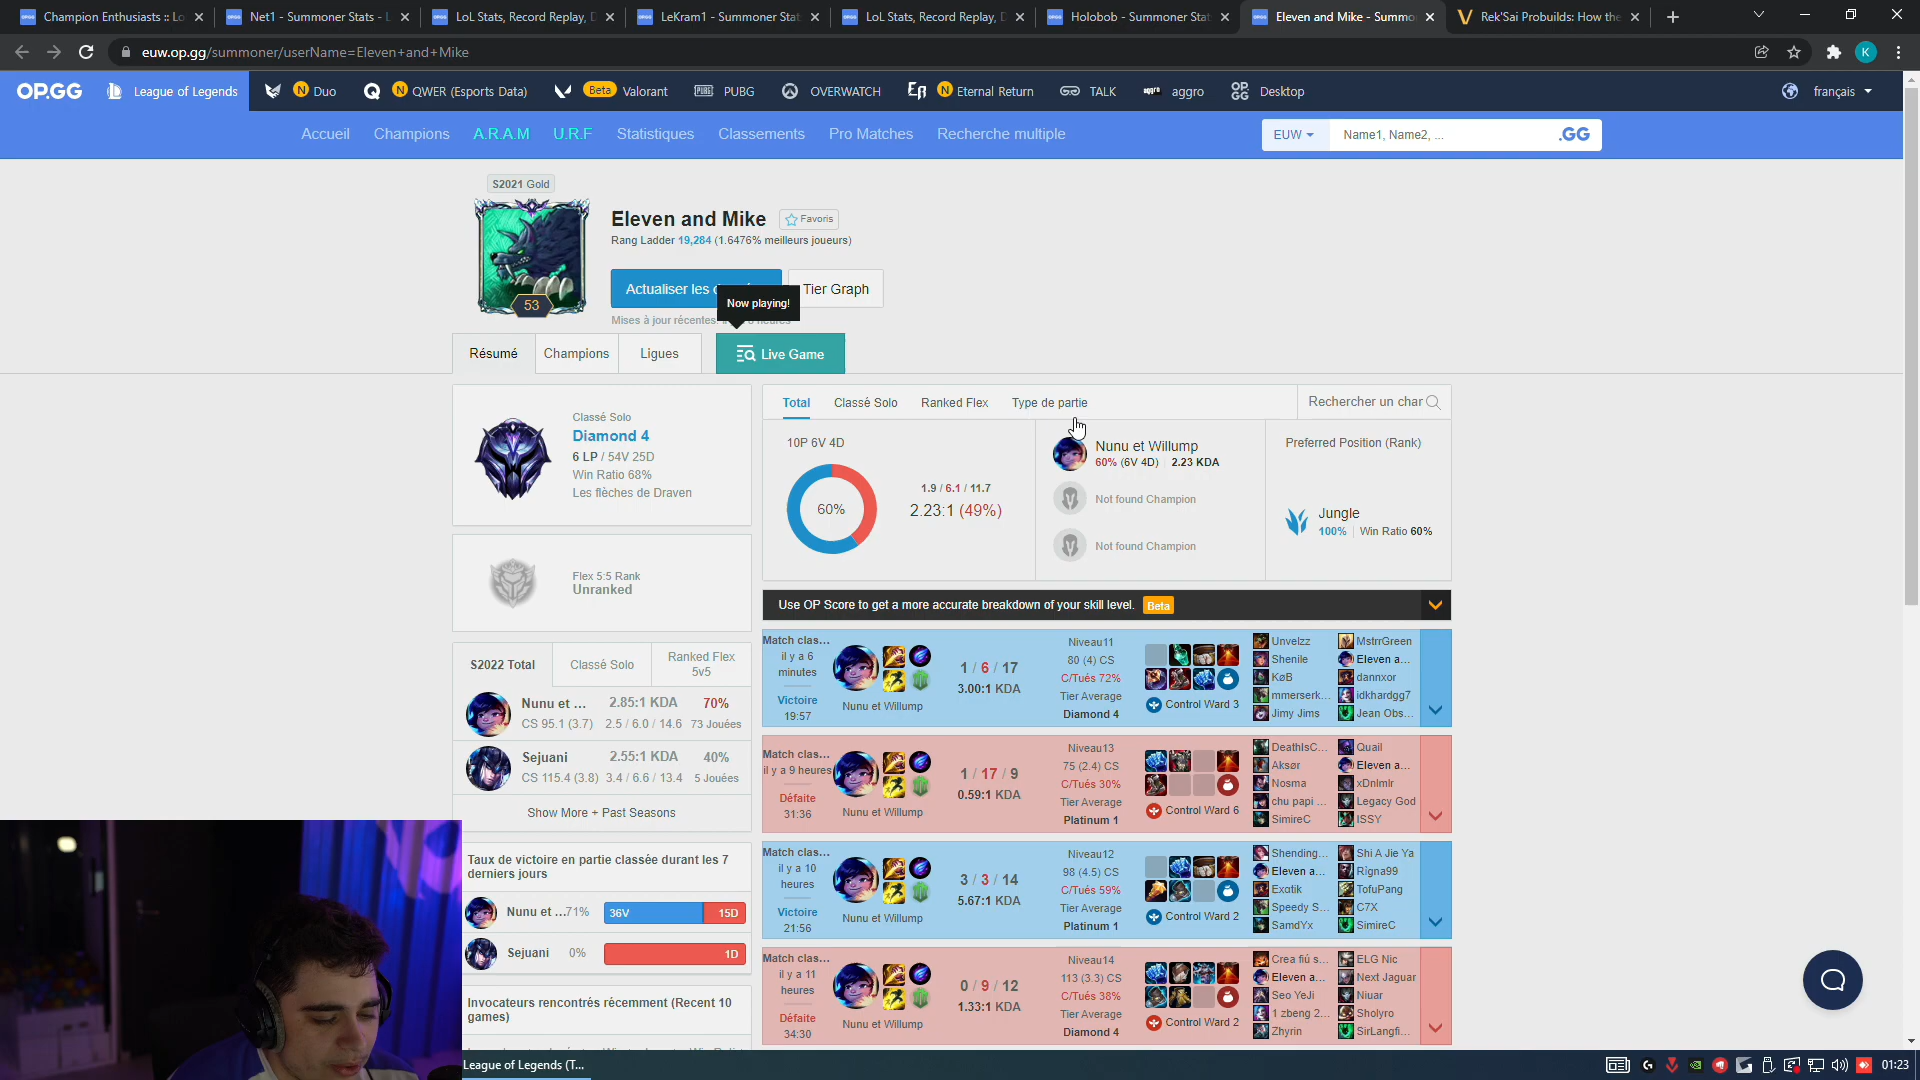 Champion Enthusiasts :: Lo
Net1 - Summoner Stats - L
LoL Stats, Record Replay, D
LeKram1 - Summoner Stat
LoL Stats, Record Replay, D
Holobob - Summoner Stat
Eleven and Mike - Summo
Rek'Sai Probuilds: How the
euw.op.gg/summoner/userName=Eleven+and+Mike
K
OP.GG
League of Legends
N Duo
N QWER (Esports Data)
Beta Valorant
PUBG
OVERWATCH
N Eternal Return
TALK
aggro
OP GG Desktop
français
Accueil
Champions
A.R.A.M
U.R.F
Statistiques
Classements
Pro Matches
Recherche multiple
EUW
Name1, Name2, ...
.GG
S2021 Gold
53
Eleven and Mike
Favoris
Rang Ladder 19,284 (1.6476% meilleurs joueurs)
Actualiser les
Tier Graph
Now playing!
Mises à jour récentes:
Résumé
Champions
Ligues
Live Game
Classé Solo
Diamond 4
6 LP / 54V 25D
Win Ratio 68%
Les flèches de Draven
Flex 5:5 Rank
Unranked
S2022 Total
Classé Solo
Ranked Flex 5v5
Nunu et ...
2.85:1 KDA
70%
CS 95.1 (3.7)
2.5 / 6.0 / 14.6
73 Jouées
Sejuani
2.55:1 KDA
40%
CS 115.4 (3.8)
3.4 / 6.6 / 13.4
5 Jouées
Show More + Past Seasons
Taux de victoire en partie classée durant les 7
derniers jours
Nunu et ...71%
36V
15D
Sejuani
0%
1D
Invocateurs rencontrés récemment (Recent 10
games)
Total
Classé Solo
Ranked Flex
Type de partie
Rechercher un char
10P 6V 4D
60%
1.9 / 6.1 / 11.7
2.23:1 (49%)
Nunu et Willump
60% (6V 4D)
2.23 KDA
Not found Champion
Not found Champion
Preferred Position (Rank)
Jungle
100%
Win Ratio 60%
Use OP Score to get a more accurate breakdown of your skill level.
Beta
Match clas...
il y a 6
minutes
Victoire
19:57
Nunu et Willump
1 / 6 / 17
3.00:1 KDA
Niveau11
80 (4) CS
C/Tués 72%
Tier Average
Diamond 4
Control Ward 3
Unvelzz
Shenile
KøB
mmerserk...
Jimy Jims
MstrrGreen
Eleven a...
dannxor
idkhardgg7
Jean Obs...
Match clas...
il y a 9 heures
Défaite
31:36
Nunu et Willump
1 / 17 / 9
0.59:1 KDA
Niveau13
75 (2.4) CS
C/Tués 30%
Tier Average
Platinum 1
Control Ward 6
DeathIsC...
Aksør
Nosma
chu papi ...
SimireC
Quail
Eleven a...
xDnlmlr
Legacy God
ISSY
Match clas...
il y a 10
heures
Victoire
21:56
Nunu et Willump
3 / 3 / 14
5.67:1 KDA
Niveau12
98 (4.5) CS
C/Tués 59%
Tier Average
Platinum 1
Control Ward 2
Shending...
Eleven a...
Exøtik
Speedy S...
SamdYx
Shi A Jie Ya
Rigna99
TofuPang
C7X
SimireC
Match clas...
il y a 11
heures
Défaite
34:30
Nunu et Willump
0 / 9 / 12
1.33:1 KDA
Niveau14
113 (3.3) CS
C/Tués 38%
Tier Average
Diamond 4
Control Ward 2
Crea fiú s...
Eleven a...
Seo YeJi
1 zbeng 2...
Zhyrin
ELG Nic
Next Jaguar
Niuar
Sholyro
SirLangfi...
League of Legends (T...
01:23